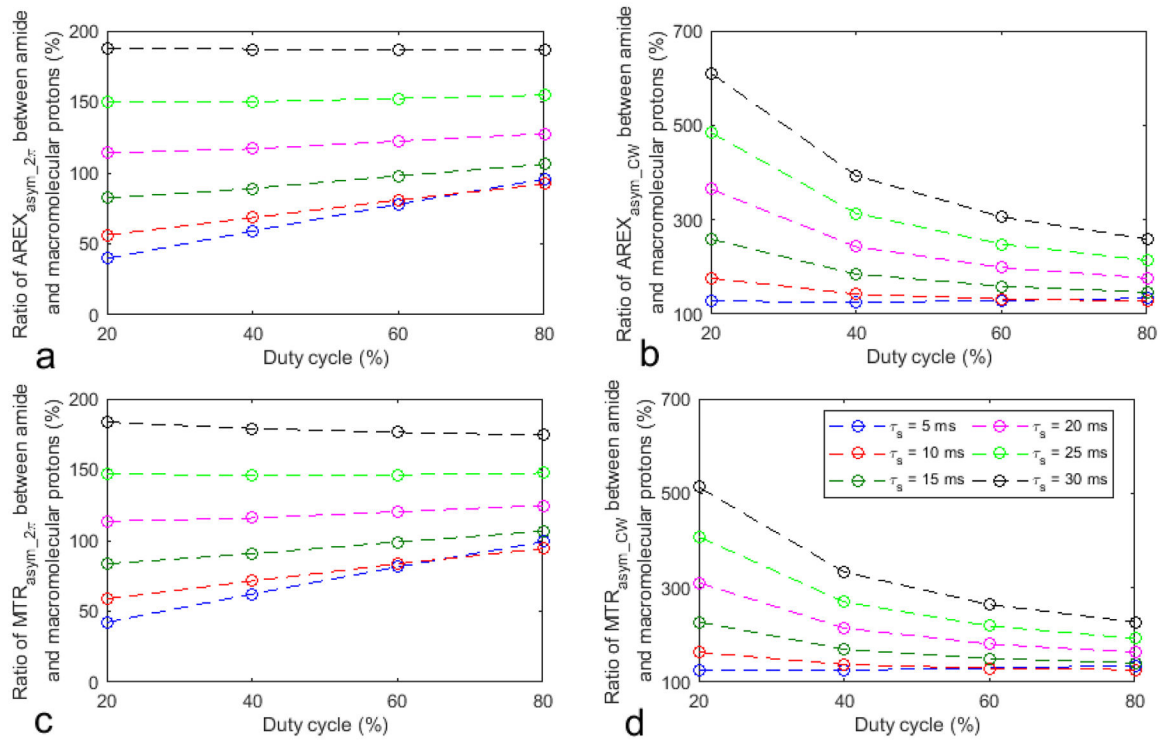 Ratio of AREX_asym_2π between amide
and macromolecular protons (%)
200
150
100
50
0
20 40 60 80
Duty cycle (%)
a
Ratio of AREX_asym_CW between amide
and macromolecular protons (%)
700
500
300
100
20 40 60 80
Duty cycle (%)
b
Ratio of MTR_asym_2π between amide
and macromolecular protons (%)
200
150
100
50
0
20 40 60 80
Duty cycle (%)
c
Ratio of MTR_asym_CW between amide
and macromolecular protons (%)
700
500
300
100
τs = 5 ms
τs = 10 ms
τs = 15 ms
τs = 20 ms
τs = 25 ms
τs = 30 ms
20 40 60 80
Duty cycle (%)
d